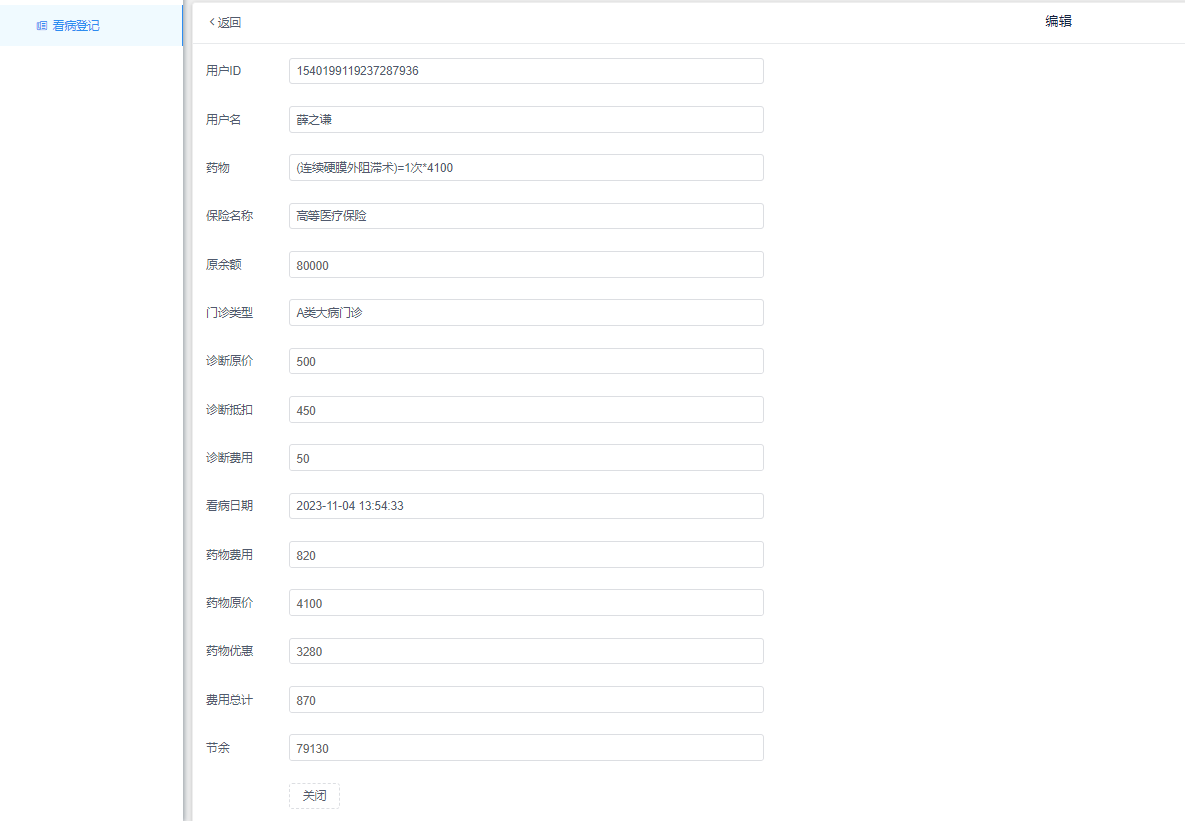 看病登记
返回
编辑
用户ID 1540199119237287936
用户名 薛之谦
药物 (连续硬膜外阻滞术)=1次*4100
保险名称 高等医疗保险
原余额 80000
门诊类型 A类大病门诊
诊断原价 500
诊断抵扣 450
诊断费用 50
看病日期 2023-11-04 13:54:33
药物费用 820
药物原价 4100
药物优惠 3280
费用总计 870
节余 79130
关闭